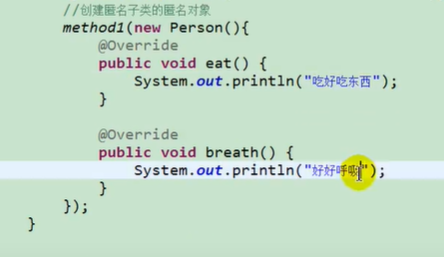 //创建匿名子类的匿名对象
method1(new Person(){
@Override
public void eat() {
System.out.println("吃好吃东西");
}
@Override
public void breath() {
System.out.println("好好呼吸");
}
});
}